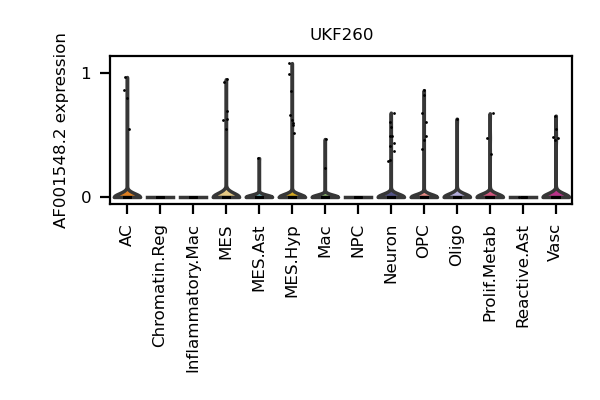 UKF260
AF001548.2 expression
1
0
AC
Chromatin.Reg
Inflammatory.Mac
MES
MES.Ast
MES.Hyp
Mac
NPC
Neuron
OPC
Oligo
Prolif.Metab
Reactive.Ast
Vasc